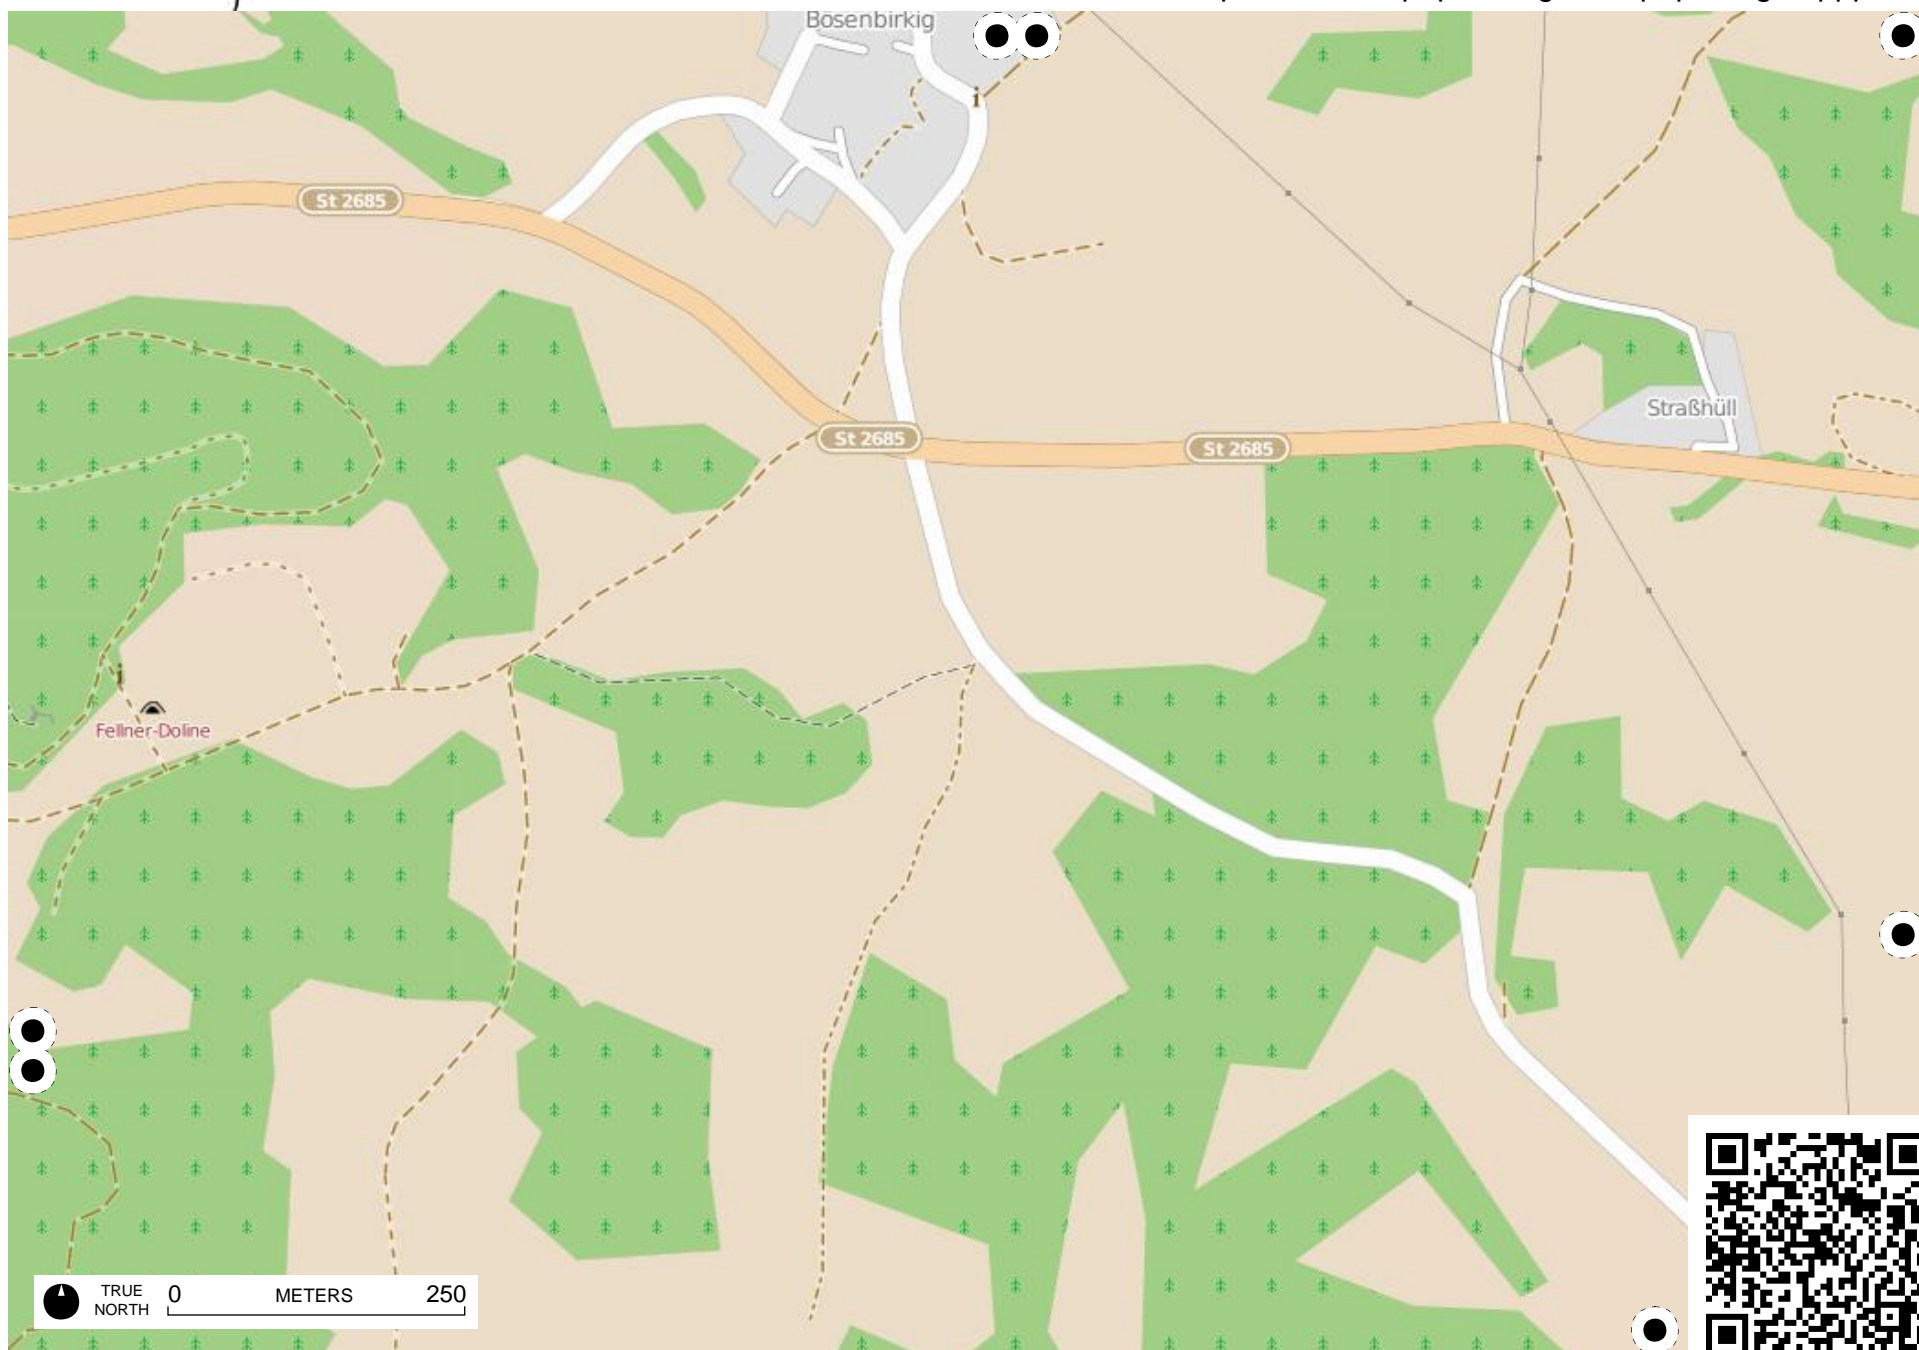 Bösenbirkig
i
St 2685
Straßhüll
St 2685
St 2685
i
Fellner-Doline
TRUE NORTH
0 METERS 250